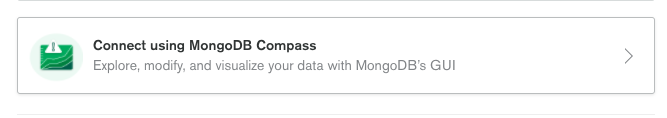 Connect using MongoDB Compass
Explore, modify, and visualize your data with MongoDB's GUI